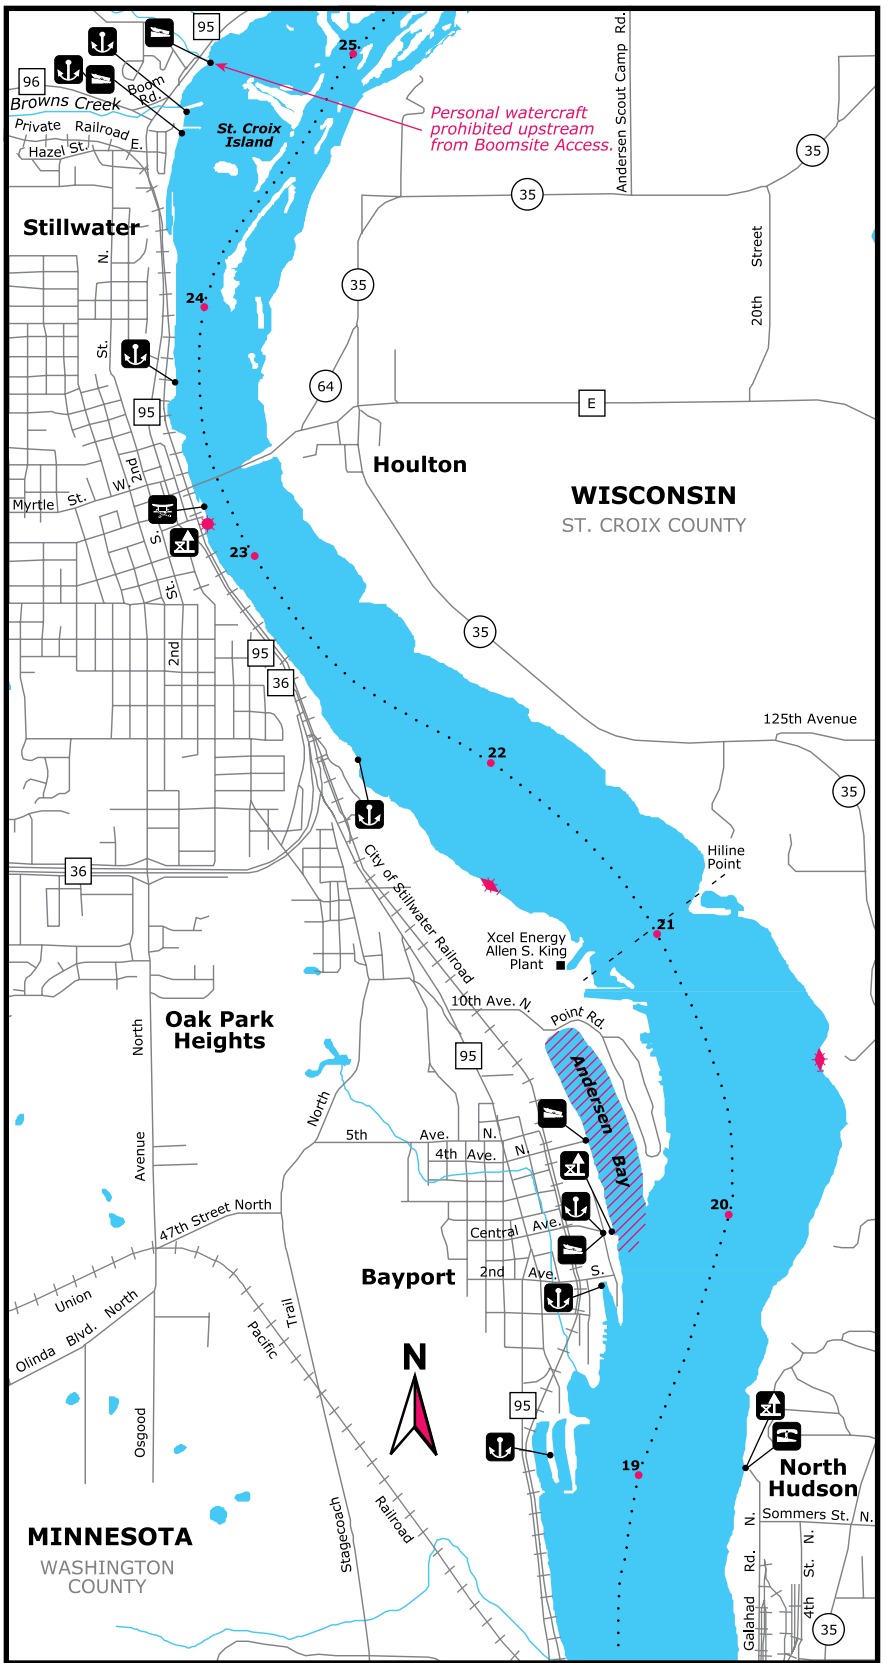 95
25
96
Boom
Rd.
Browns Creek
Private Railroad
Hazel St. E.
St. Croix
Island
Personal watercraft
prohibited upstream
from Boomsite Access.
Andersen Scout Camp Rd.
35
35
Stillwater
N.
St.
20th Street
35
24
64
95
E
Houlton
WISCONSIN
ST. CROIX COUNTY
Myrtle St. W.
2nd
S.
St.
23
2nd
35
95
36
125th Avenue
22
35
36
Hiline
Point
City of Stillwater Railroad
21
Xcel Energy
Allen S. King
Plant
10th Ave. N.
Point Rd.
Oak Park
Heights
North
Avenue
95
Andersen
Bay
North
5th Ave. N.
4th Ave. N.
20
47th Street North
Central Ave.
Bayport
2nd Ave. S.
Union
Pacific
Railroad
Trail
Olinda Blvd. North
N
95
Osgood
19
North
Hudson
Stagecoach
Sommers St. N.
MINNESOTA
WASHINGTON
COUNTY
Galahad Rd. N.
4th St. N.
35